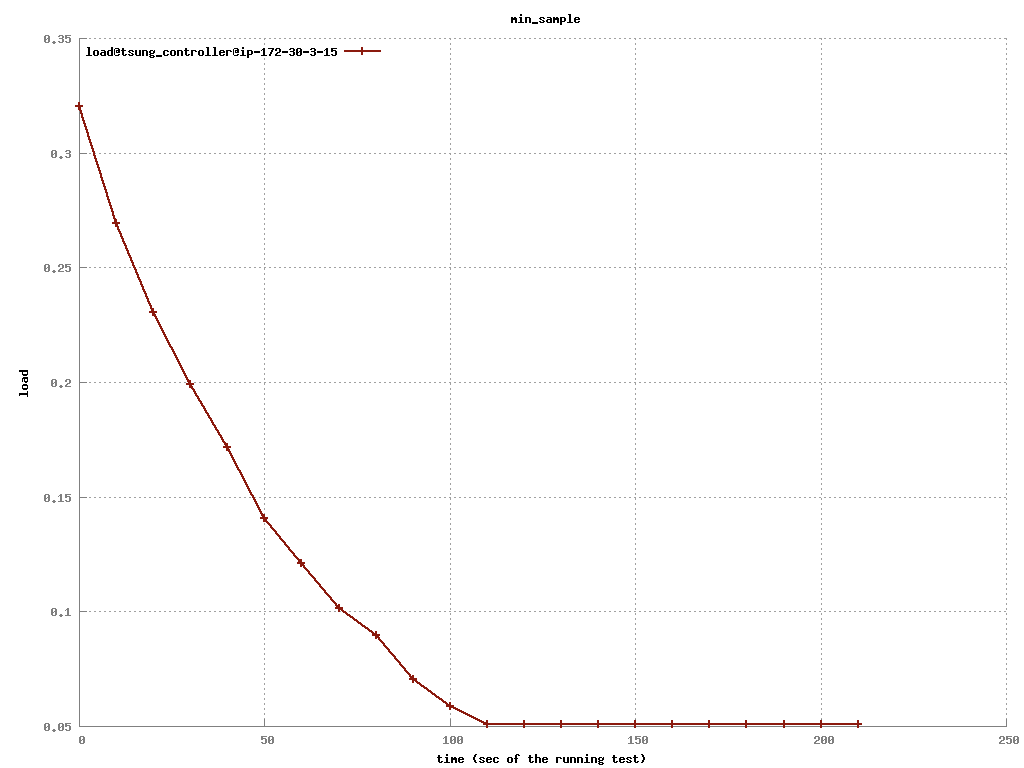 min_sample
0.35
load@tsung_controller@ip-172-30-3-15
0.3
0.25
load
0.2
0.15
0.1
0.05
0 50 100 150 200 250
time (sec of the running test)